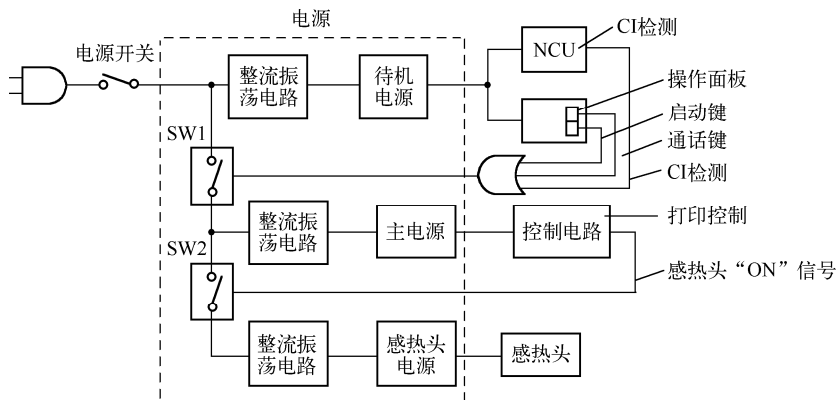 电源
CI检测
电源开关
整流振
荡电路
待机
电源
NCU
操作面板
启动键
通话键
CI检测
SW1
整流振
荡电路
主电源
控制电路
打印控制
SW2
感热头“ON”信号
整流振
荡电路
感热头
电源
感热头